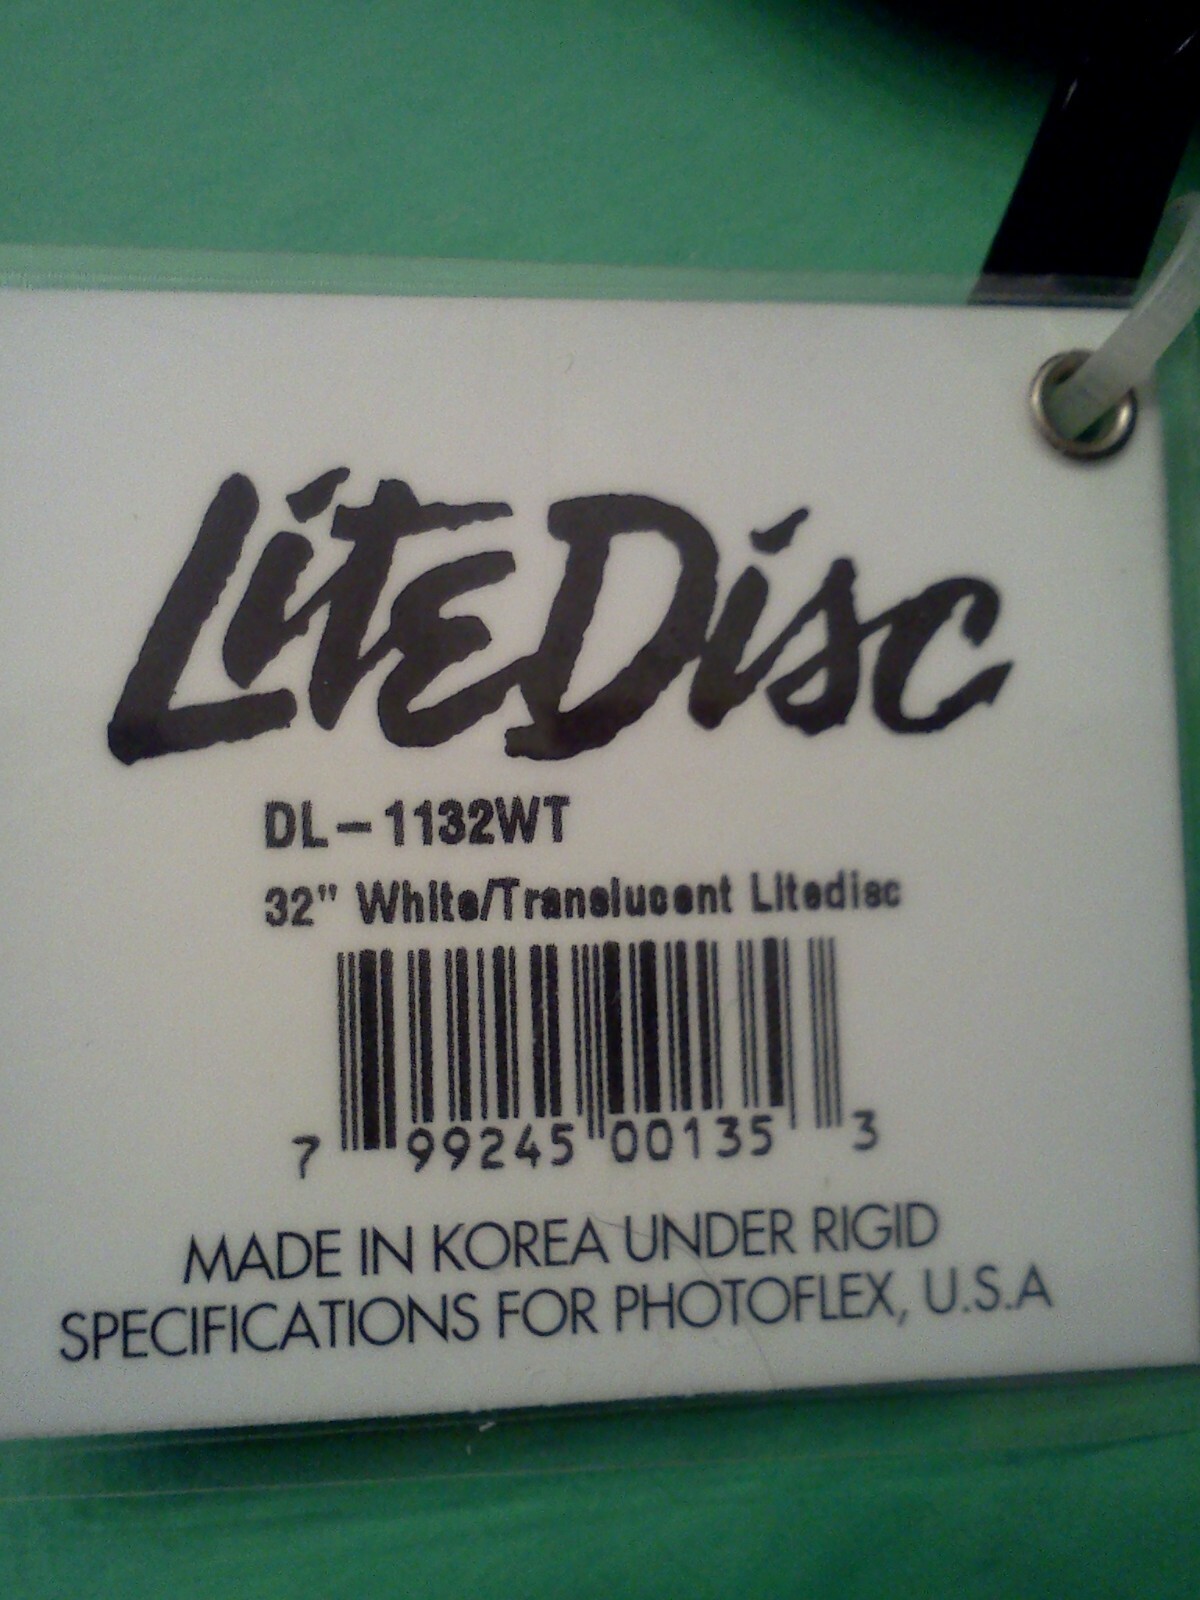 LiteDisc
DL-1132WT
32" White/Translucent Litedisc
7 99245 00135 3
MADE IN KOREA UNDER RIGID
SPECIFICATIONS FOR PHOTOFLEX, U.S.A